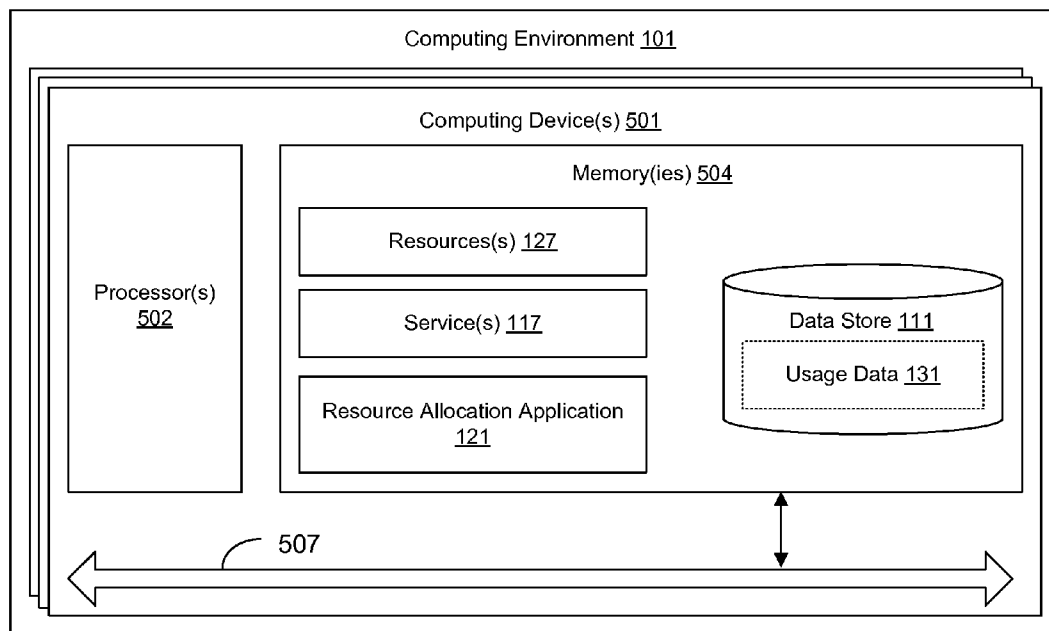 Computing Environment 101
Computing Device(s) 501
Processor(s)
502
Memory(ies) 504
Resources(s) 127
Service(s) 117
Resource Allocation Application
121
Data Store 111
Usage Data 131
507